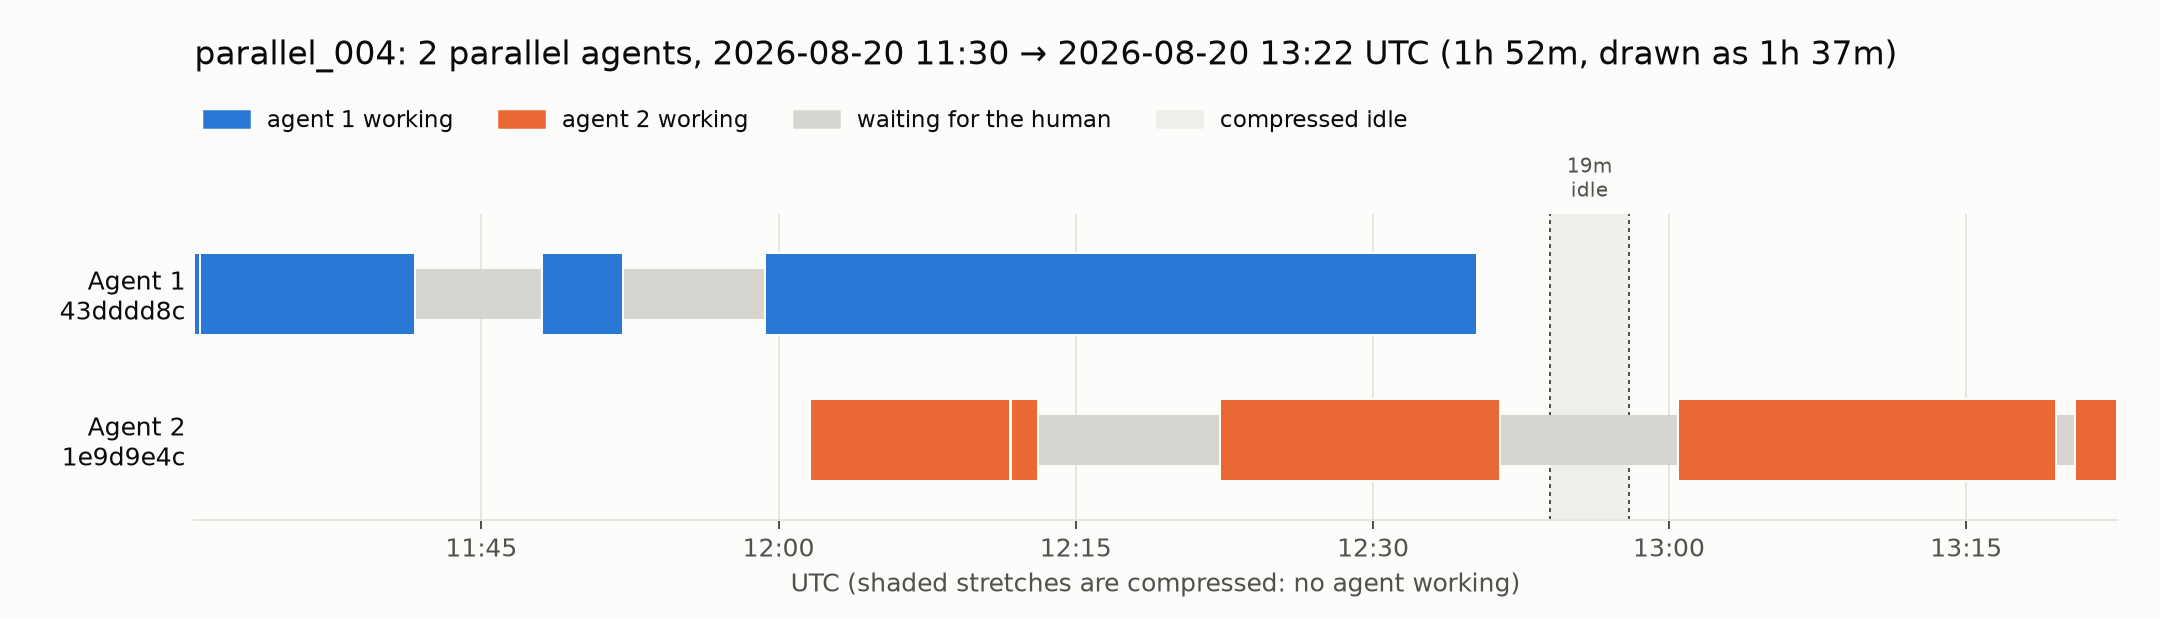 parallel_004: 2 parallel agents, 2026-08-20 11:30 → 2026-08-20 13:22 UTC (1h 52m, drawn as 1h 37m)
agent 1 working
agent 2 working
waiting for the human
compressed idle
19m
idle
Agent 1
43dddd8c
Agent 2
1e9d9e4c
11:45
12:00
12:15
12:30
13:00
13:15
UTC (shaded stretches are compressed: no agent working)